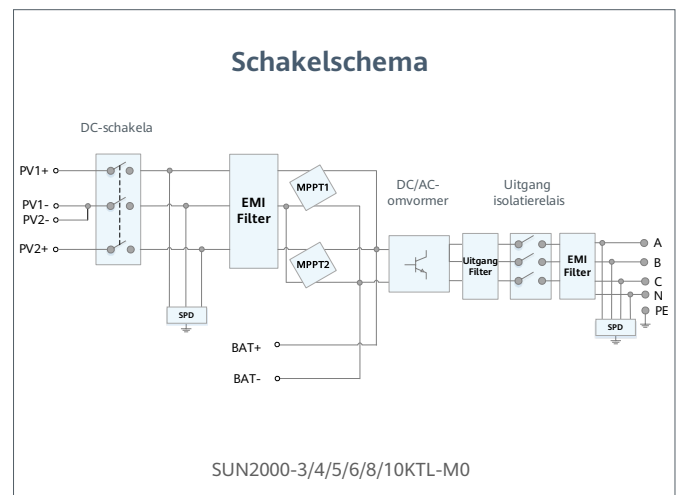 Schakelschema
DC-schakela
PV1+
PV1-
PV2-
PV2+
EMI
Filter
MPPT1
MPPT2
DC/AC-
omvormer
Uitgang
isolatierelais
Uitgang
Filter
EMI
Filter
A
B
C
N
PE
SPD
SPD
BAT+
BAT-
SUN2000-3/4/5/6/8/10KTL-M0